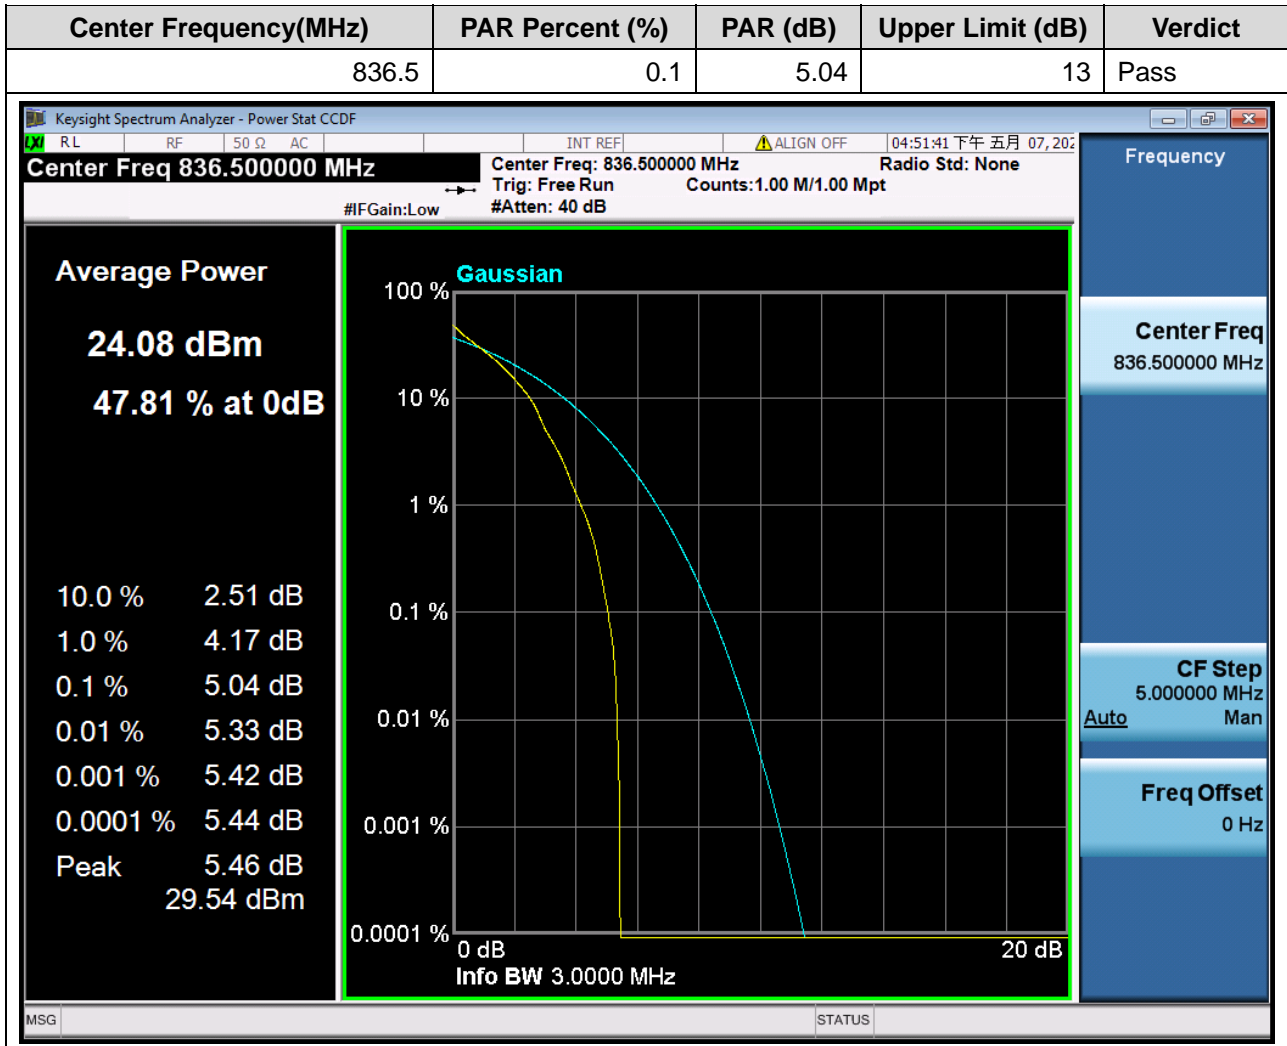 Center Frequency(MHz) PAR Percent (%) PAR (dB) Upper Limit (dB) Verdict
836.5 0.1 5.04 13 Pass
Keysight Spectrum Analyzer - Power Stat CCDF
LXI RL RF 50 Ω AC INT REF ALIGN OFF 04:51:41 下午 五月 07, 202
Center Freq 836.500000 MHz
Center Freq: 836.500000 MHz Radio Std: None
Trig: Free Run Counts:1.00 M/1.00 Mpt
#IFGain:Low #Atten: 40 dB
Average Power
24.08 dBm
47.81 % at 0dB
10.0 % 2.51 dB
1.0 % 4.17 dB
0.1 % 5.04 dB
0.01 % 5.33 dB
0.001 % 5.42 dB
0.0001 % 5.44 dB
Peak 5.46 dB
29.54 dBm
Gaussian
100 %
10 %
1 %
0.1 %
0.01 %
0.001 %
0.0001 %
0 dB 20 dB
Info BW 3.0000 MHz
Frequency
Center Freq
836.500000 MHz
CF Step
5.000000 MHz
Auto Man
Freq Offset
0 Hz
MSG STATUS